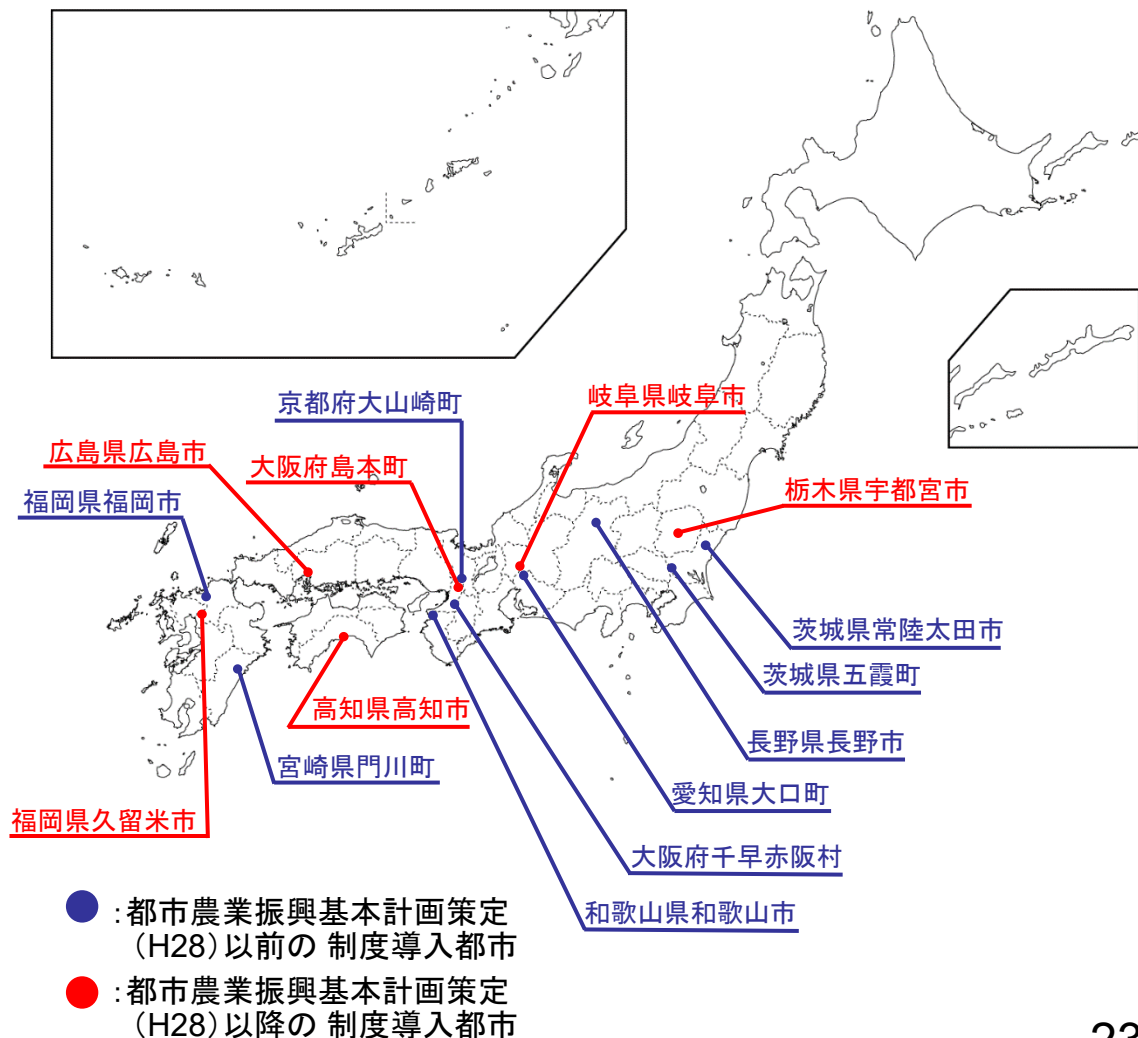 京都府大山崎町
岐阜県岐阜市
広島県広島市
大阪府島本町
福岡県福岡市
栃木県宇都宮市
茨城県常陸太田市
茨城県五霞町
高知県高知市
長野県長野市
宮崎県門川町
愛知県大口町
福岡県久留米市
大阪府千早赤阪村
和歌山県和歌山市
：都市農業振興基本計画策定
（H28）以前の 制度導入都市
：都市農業振興基本計画策定
（H28）以降の 制度導入都市
23